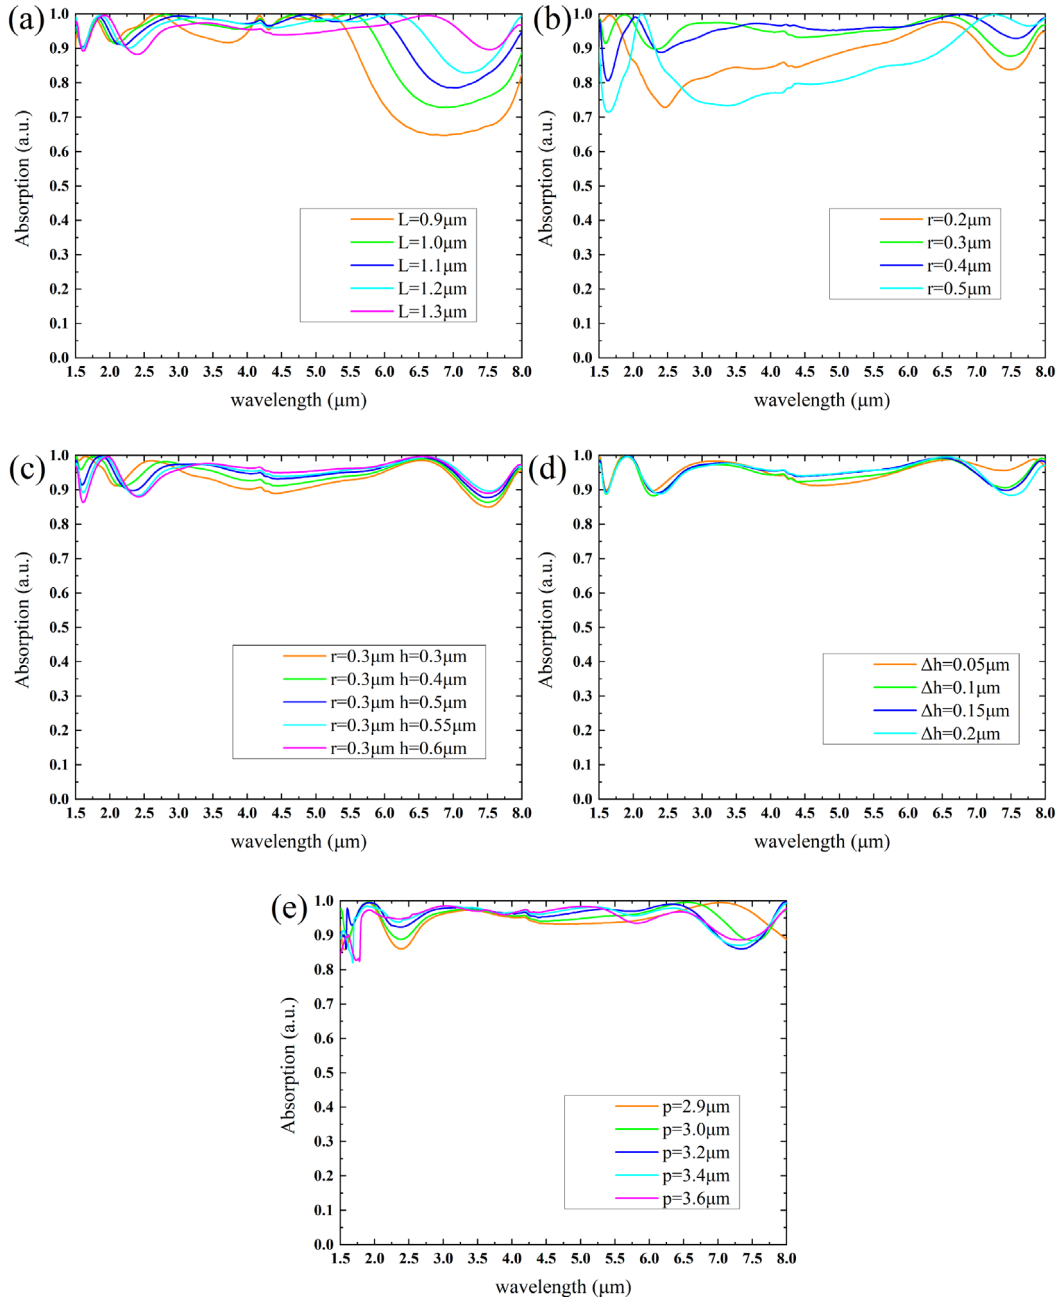 (a)
1.0
0.9
0.8
0.7
0.6
0.5
0.4
0.3
0.2
0.1
0.0
Absorption (a.u.)
L=0.9μm
L=1.0μm
L=1.1μm
L=1.2μm
L=1.3μm
1.5 2.0 2.5 3.0 3.5 4.0 4.5 5.0 5.5 6.0 6.5 7.0 7.5 8.0
wavelength (μm)
(b)
1.0
0.9
0.8
0.7
0.6
0.5
0.4
0.3
0.2
0.1
0.0
Absorption (a.u.)
r=0.2μm
r=0.3μm
r=0.4μm
r=0.5μm
1.5 2.0 2.5 3.0 3.5 4.0 4.5 5.0 5.5 6.0 6.5 7.0 7.5 8.0
wavelength (μm)
(c)
1.0
0.9
0.8
0.7
0.6
0.5
0.4
0.3
0.2
0.1
0.0
Absorption (a.u.)
r=0.3μm h=0.3μm
r=0.3μm h=0.4μm
r=0.3μm h=0.5μm
r=0.3μm h=0.55μm
r=0.3μm h=0.6μm
1.5 2.0 2.5 3.0 3.5 4.0 4.5 5.0 5.5 6.0 6.5 7.0 7.5 8.0
wavelength (μm)
(d)
1.0
0.9
0.8
0.7
0.6
0.5
0.4
0.3
0.2
0.1
0.0
Absorption (a.u.)
Δh=0.05μm
Δh=0.1μm
Δh=0.15μm
Δh=0.2μm
1.5 2.0 2.5 3.0 3.5 4.0 4.5 5.0 5.5 6.0 6.5 7.0 7.5 8.0
wavelength (μm)
(e)
1.0
0.9
0.8
0.7
0.6
0.5
0.4
0.3
0.2
0.1
0.0
Absorption (a.u.)
p=2.9μm
p=3.0μm
p=3.2μm
p=3.4μm
p=3.6μm
1.5 2.0 2.5 3.0 3.5 4.0 4.5 5.0 5.5 6.0 6.5 7.0 7.5 8.0
wavelength (μm)